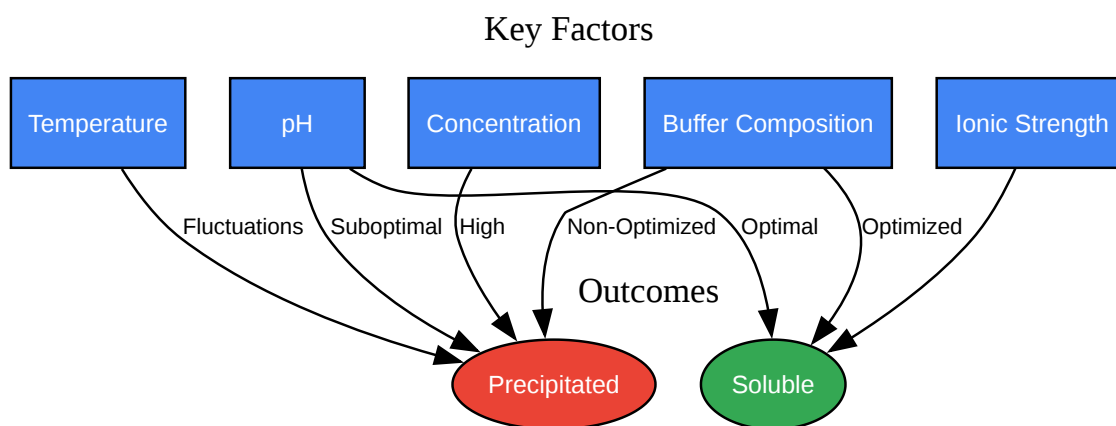 Key Factors
Temperature
pH
Concentration
Buffer Composition
Ionic Strength
Fluctuations
Suboptimal
High
Non-Optimized
Optimal
Optimized
Outcomes
Precipitated
Soluble